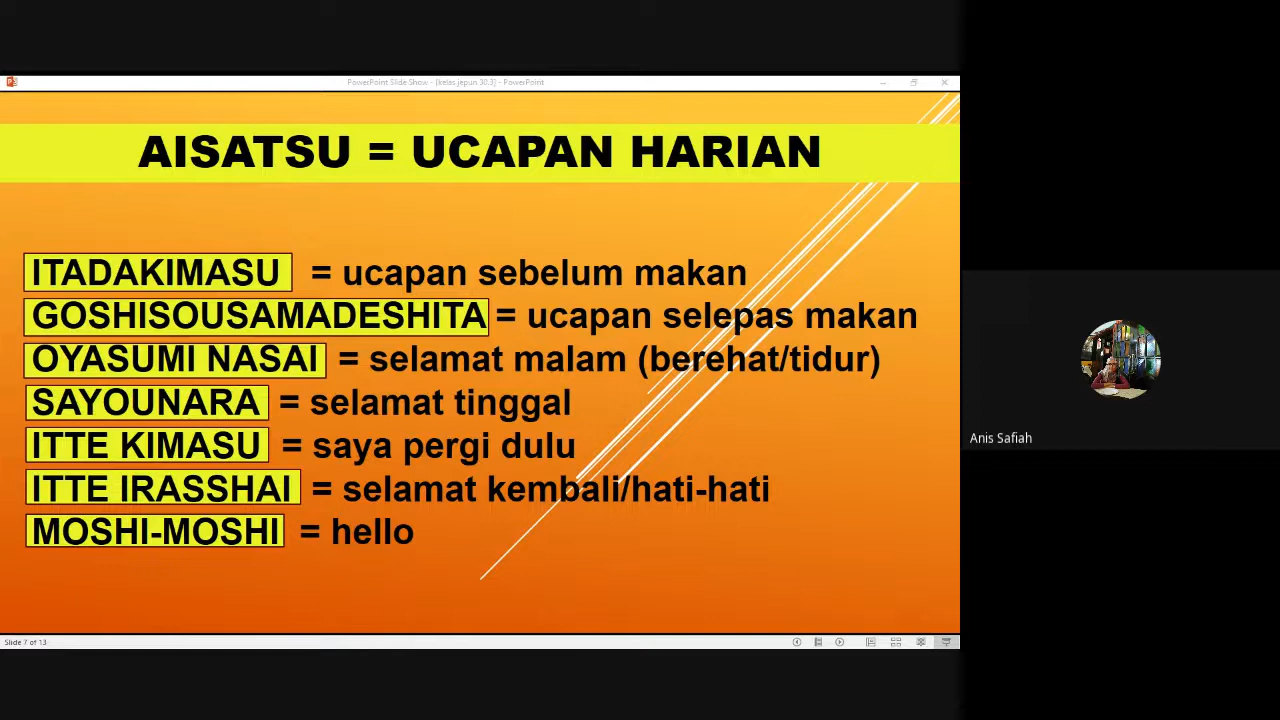 PowerPoint Slide Show - [kelas jepun 30.3] - PowerPoint
AISATSU = UCAPAN HARIAN
ITADAKIMASU = ucapan sebelum makan
GOSHISOUSAMADESHITA = ucapan selepas makan
OYASUMI NASAI = selamat malam (berehat/tidur)
SAYOUNARA = selamat tinggal
ITTE KIMASU = saya pergi dulu
ITTE IRASSHAI = selamat kembali/hati-hati
MOSHI-MOSHI = hello
Anis Safiah
Slide 7 of 13